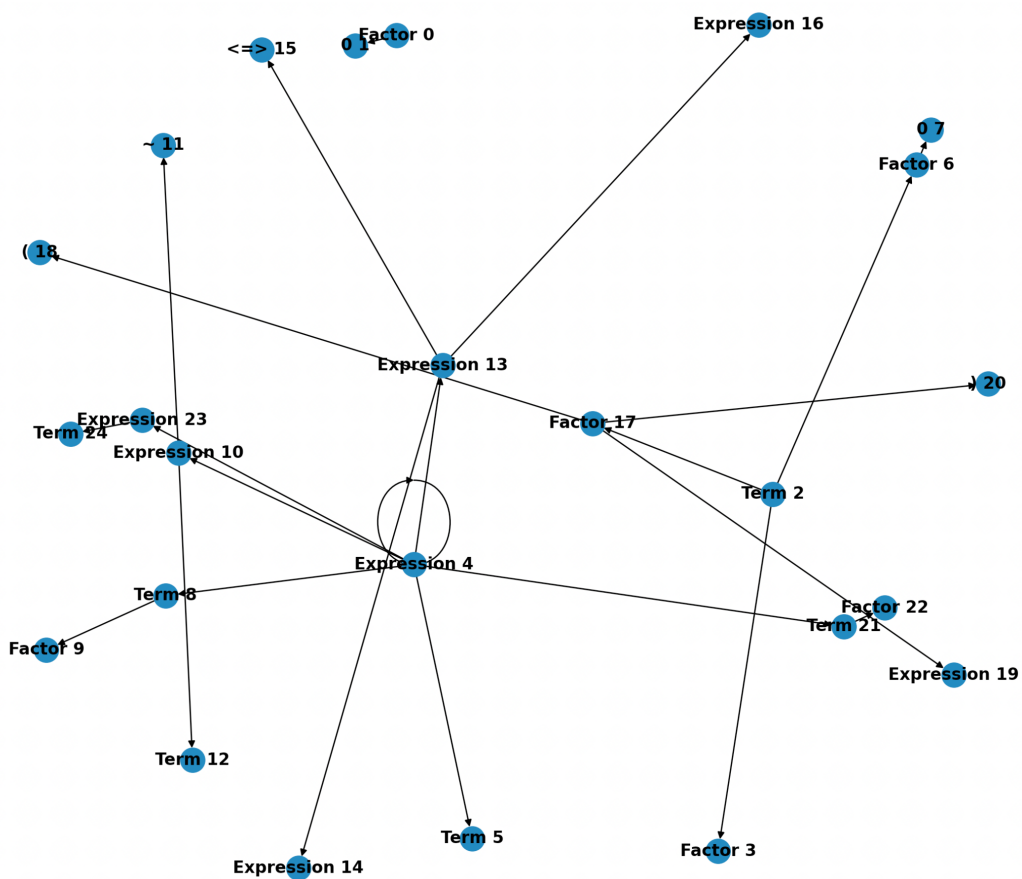 Expression 16
Factor 0
0 1
<=> 15
0 7
~ 11
Factor 6
( 18
Expression 13
) 20
Expression 23
Factor 17
Term 24
Expression 10
Term 2
Expression 4
Term 8
Factor 22
Term 21
Factor 9
Expression 19
Term 12
Term 5
Factor 3
Expression 14